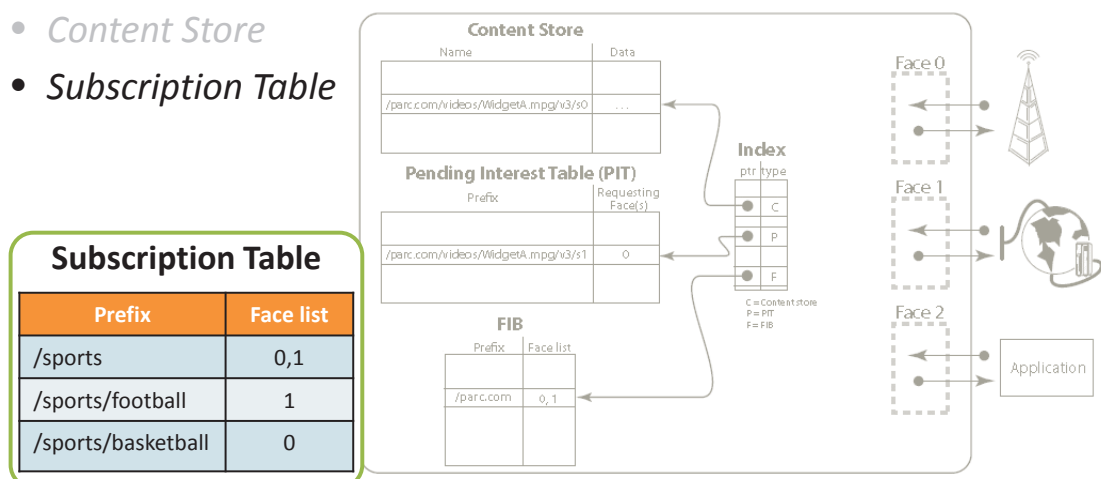 • Content Store
• Subscription Table
Subscription Table
Prefix Face list
/sports 0,1
/sports/football 1
/sports/basketball 0
Content Store
Name Data
/parc.com/videos/WidgetA.mpg/v3/s0 ...
Pending Interest Table (PIT)
Prefix Requesting
Face(s)
/parc.com/videos/WidgetA.mpg/v3/s1 0
FIB
Prefix Face list
/parc.com 0, 1
Index
ptr type
C
P
F
C = Content store
P = PIT
F = FIB
Face 0
Face 1
Face 2
Application